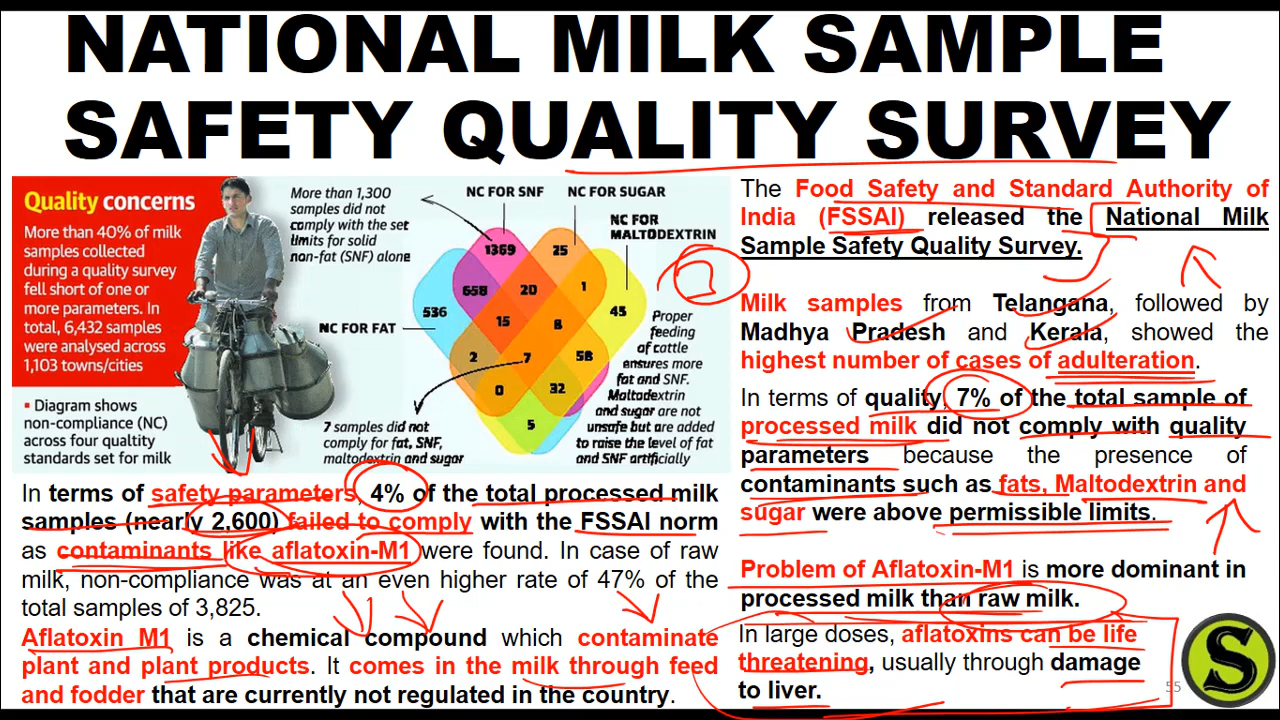 NATIONAL MILK SAMPLE
SAFETY QUALITY SURVEY
Quality concerns
More than 40% of milk
samples collected
during a quality survey
fell short of one or
more parameters. In
total, 6,432 samples
were analysed across
1,103 towns/cities
▪ Diagram shows
non-compliance (NC)
across four qualtity
standards set for milk
More than 1,300
samples did not
comply with the set
limits for solid
non-fat (SNF) alone
NC FOR SNF
NC FOR SUGAR
NC FOR
MALTODEXTRIN
NC FOR FAT
1369
25
658
20
1
536
45
15
8
2
7
58
0
32
5
7 samples did not
comply for fat, SNF,
maltodextrin and sugar
Proper
feeding
of cattle
ensures more
fat and SNF.
Maltodextrin
and sugar are not
unsafe but are added
to raise the level of fat
and SNF artificially
In terms of safety parameters, 4% of the total processed milk
samples (nearly 2,600) failed to comply with the FSSAI norm
as contaminants like aflatoxin-M1 were found. In case of raw
milk, non-compliance was at an even higher rate of 47% of the
total samples of 3,825.
Aflatoxin M1 is a chemical compound which contaminate
plant and plant products. It comes in the milk through feed
and fodder that are currently not regulated in the country.
The Food Safety and Standard Authority of
India (FSSAI) released the National Milk
Sample Safety Quality Survey.
Milk samples from Telangana, followed by
Madhya Pradesh and Kerala, showed the
highest number of cases of adulteration.
In terms of quality, 7% of the total sample of
processed milk did not comply with quality
parameters because the presence of
contaminants such as fats, Maltodextrin and
sugar were above permissible limits.
Problem of Aflatoxin-M1 is more dominant in
processed milk than raw milk.
In large doses, aflatoxins can be life
threatening, usually through damage
to liver.
55
S